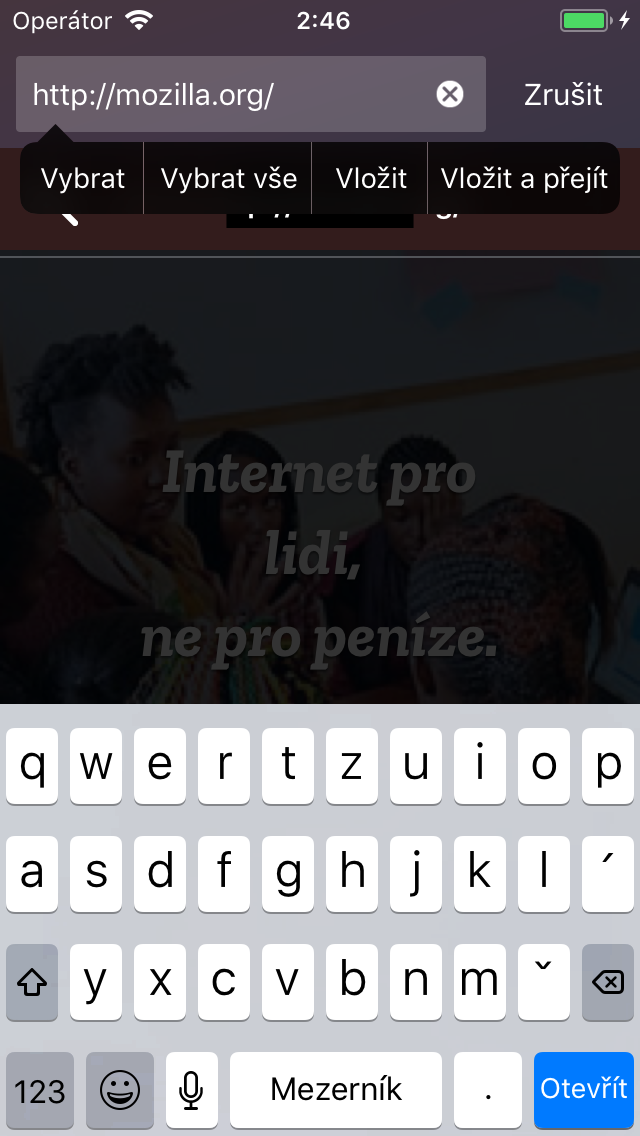 Operátor 2:46
http://mozilla.org/ Zrušit
Vybrat Vybrat vše Vložit Vložit a přejít
Internet pro
lidi,
ne pro peníze.
q w e r t z u i o p
a s d f g h j k l ´
y x c v b n m ˇ
123 Mezerník . Otevřít